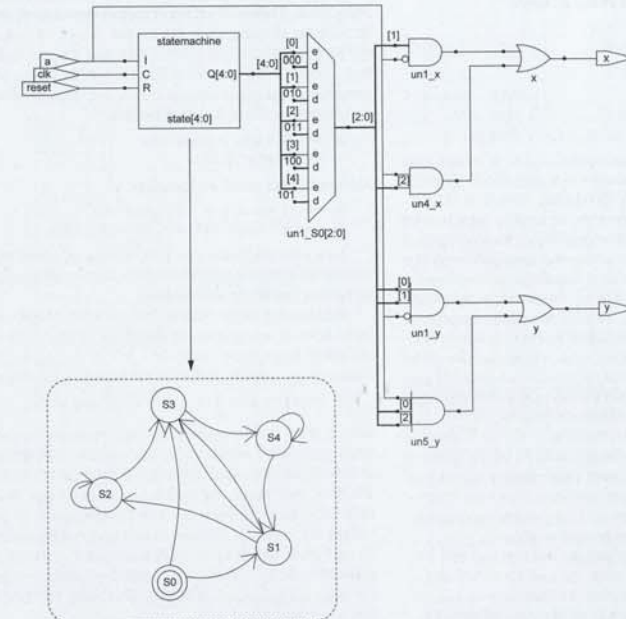 a
clk
reset
statemachine
I
C
R
Q[4:0]
state[4:0]
[4:0]
[0]
e
000
d
[1]
e
010
d
[2]
e
011
d
[3]
e
100
d
[4]
e
101
d
un1_S0[2:0]
[2:0]
[1]
un1_x
x
x
[2]
un4_x
[0]
[1]
un1_y
y
y
[0]
[2]
un5_y
S3
S4
S2
S1
S0